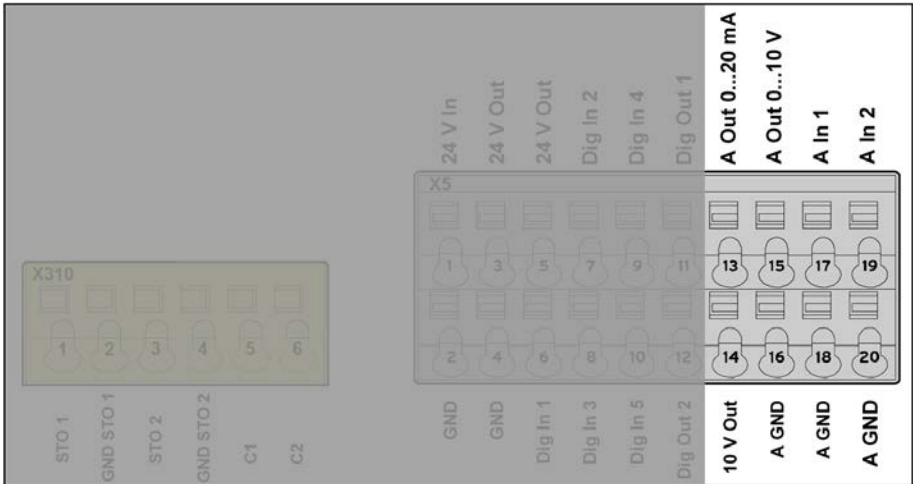 24 V In
24 V Out
24 V Out
Dig In 2
Dig In 4
Dig Out 1
A Out 0...20 mA
A Out 0...10 V
A In 1
A In 2
X5
1 3 5 7 9 11 13 15 17 19
2 4 6 8 10 12 14 16 18 20
GND
GND
Dig In 1
Dig In 3
Dig In 5
Dig Out 2
10 V Out
A GND
A GND
A GND
X310
1 2 3 4 5 6
STO 1
GND STO 1
STO 2
GND STO 2
C1
C2